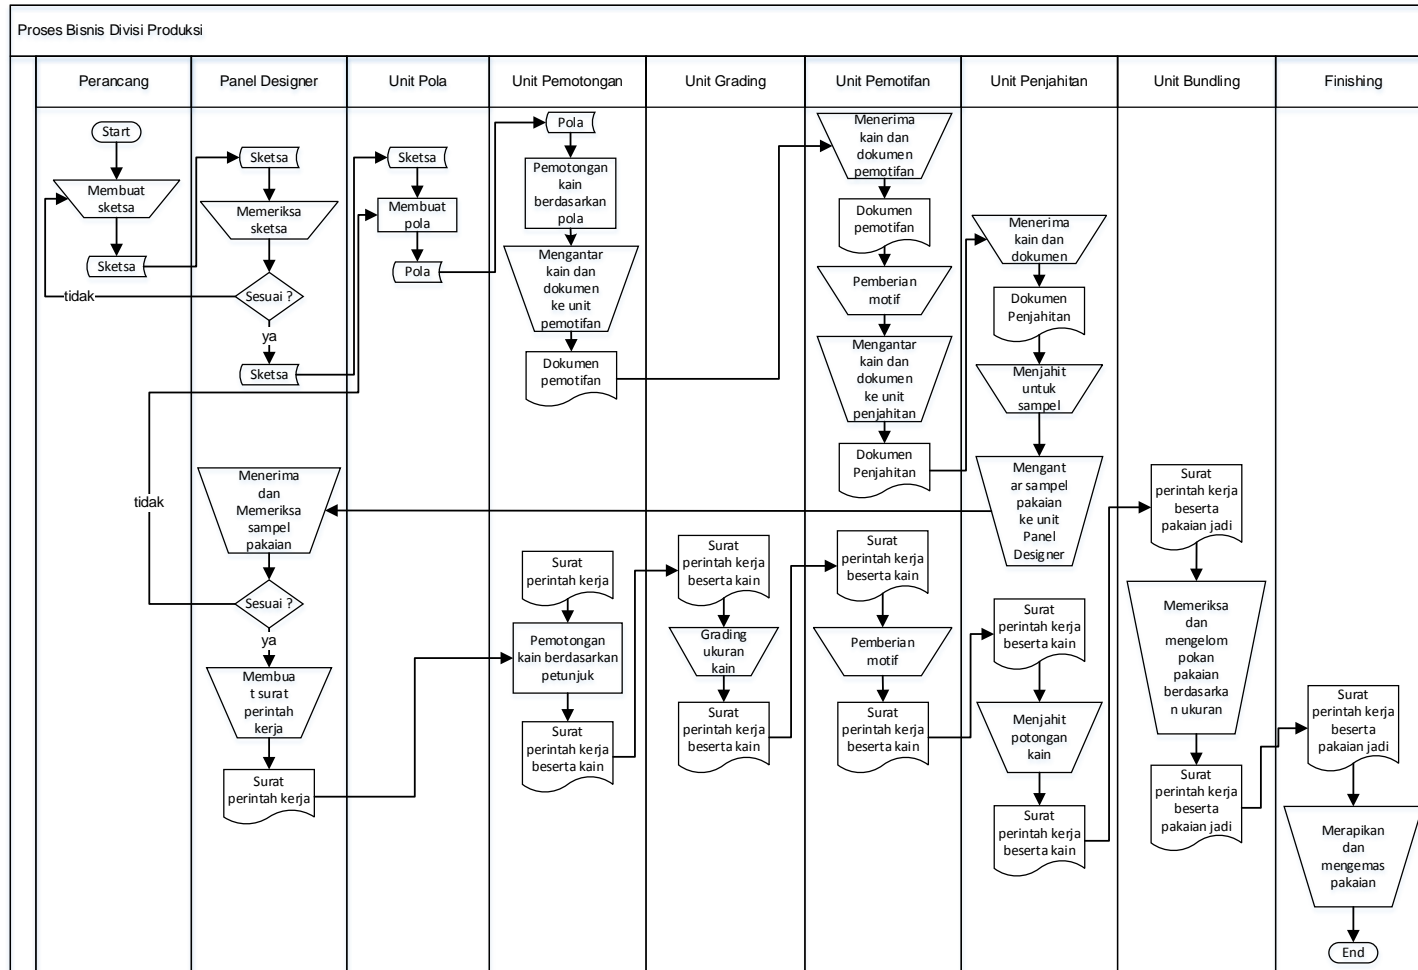 Proses Bisnis Divisi Produksi
Perancang
Panel Designer
Unit Pola
Unit Pemotongan
Unit Grading
Unit Pemotifan
Unit Penjahitan
Unit Bundling
Finishing
Start
Membuat
sketsa
Sketsa
Sketsa
Memeriksa
sketsa
Sesuai ?
tidak
ya
Sketsa
Sketsa
Membuat
pola
Pola
Pola
Pemotongan
kain
berdasarkan
pola
Mengantar
kain dan
dokumen
ke unit
pemotifan
Dokumen
pemotifan
Menerima
kain dan
dokumen
pemotifan
Dokumen
pemotifan
Pemberian
motif
Mengantar
kain dan
dokumen
ke unit
penjahitan
Dokumen
Penjahitan
Menerima
kain dan
dokumen
Dokumen
Penjahitan
Menjahit
untuk
sampel
Mengant
ar sampel
pakaian
ke unit
Panel
Designer
Menerima
dan
Memeriksa
sampel
pakaian
Sesuai ?
tidak
ya
Membua
t surat
perintah
kerja
Surat
perintah kerja
Surat
perintah kerja
Pemotongan
kain berdasarkan
petunjuk
Surat
perintah kerja
beserta kain
Surat
perintah kerja
beserta kain
Grading
ukuran
kain
Surat
perintah kerja
beserta kain
Surat
perintah kerja
beserta kain
Pemberian
motif
Surat
perintah kerja
beserta kain
Surat
perintah kerja
beserta kain
Menjahit
potongan
kain
Surat
perintah kerja
beserta kain
Surat
perintah kerja
beserta
pakaian jadi
Memeriksa
dan
mengelom
pokan
pakaian
berdasarka
n ukuran
Surat
perintah kerja
beserta
pakaian jadi
Surat
perintah kerja
beserta
pakaian jadi
Merapikan
dan
mengemas
pakaian
End